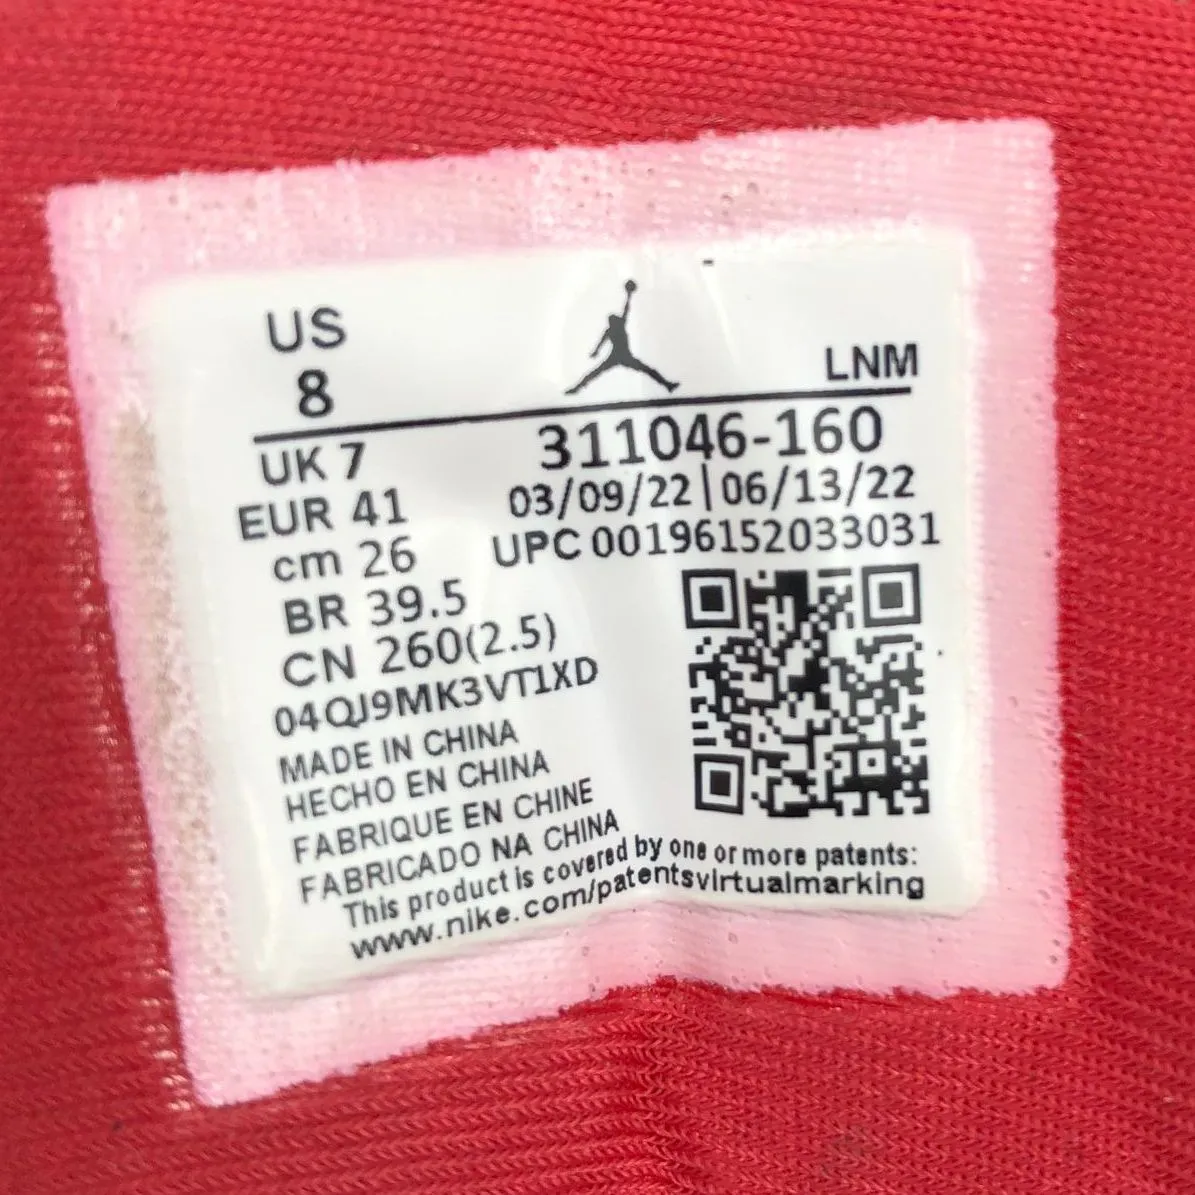 US
8
LNM
UK 7
311046-160
EUR 41
03/09/22|06/13/22
cm 26
UPC 00196152033031
BR 39.5
CN 260(2.5)
04QJ9MK3VT1XD
MADE IN CHINA
HECHO EN CHINA
FABRIQUE EN CHINE
FABRICADO NA CHINA
This product is covered by one or more patents:
www.nike.com/patentsvirtualmarking